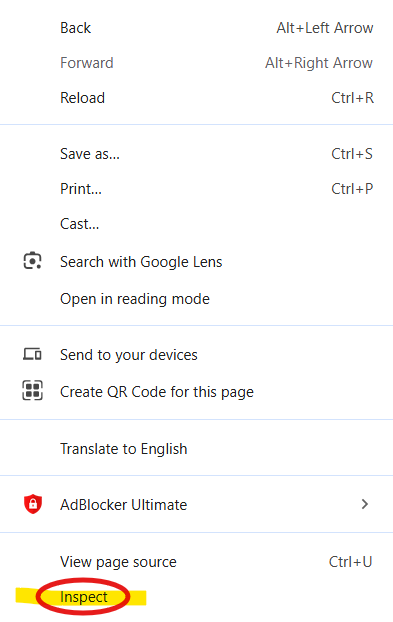 Back Alt+Left Arrow
Forward Alt+Right Arrow
Reload Ctrl+R
Save as... Ctrl+S
Print... Ctrl+P
Cast...
Search with Google Lens
Open in reading mode
Send to your devices
Create QR Code for this page
Translate to English
AdBlocker Ultimate
View page source Ctrl+U
Inspect